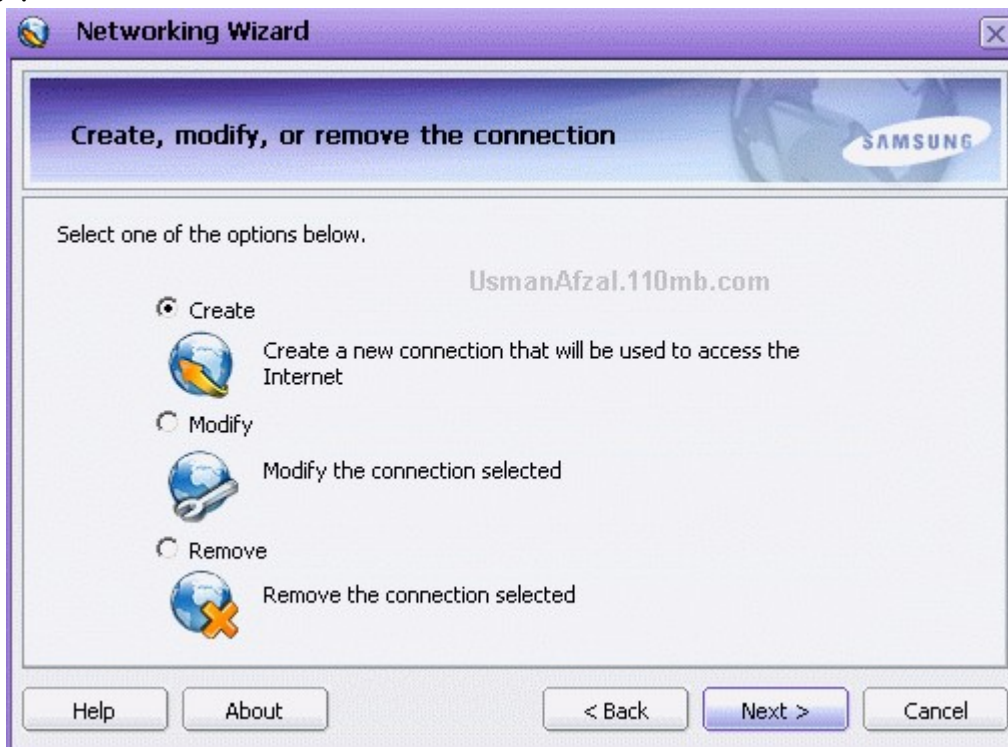 Networking Wizard
Create, modify, or remove the connection
SAMSUNG
Select one of the options below.
UsmanAfzal.110mb.com
Create
Create a new connection that will be used to access the
Internet
Modify
Modify the connection selected
Remove
Remove the connection selected
Help About < Back Next > Cancel